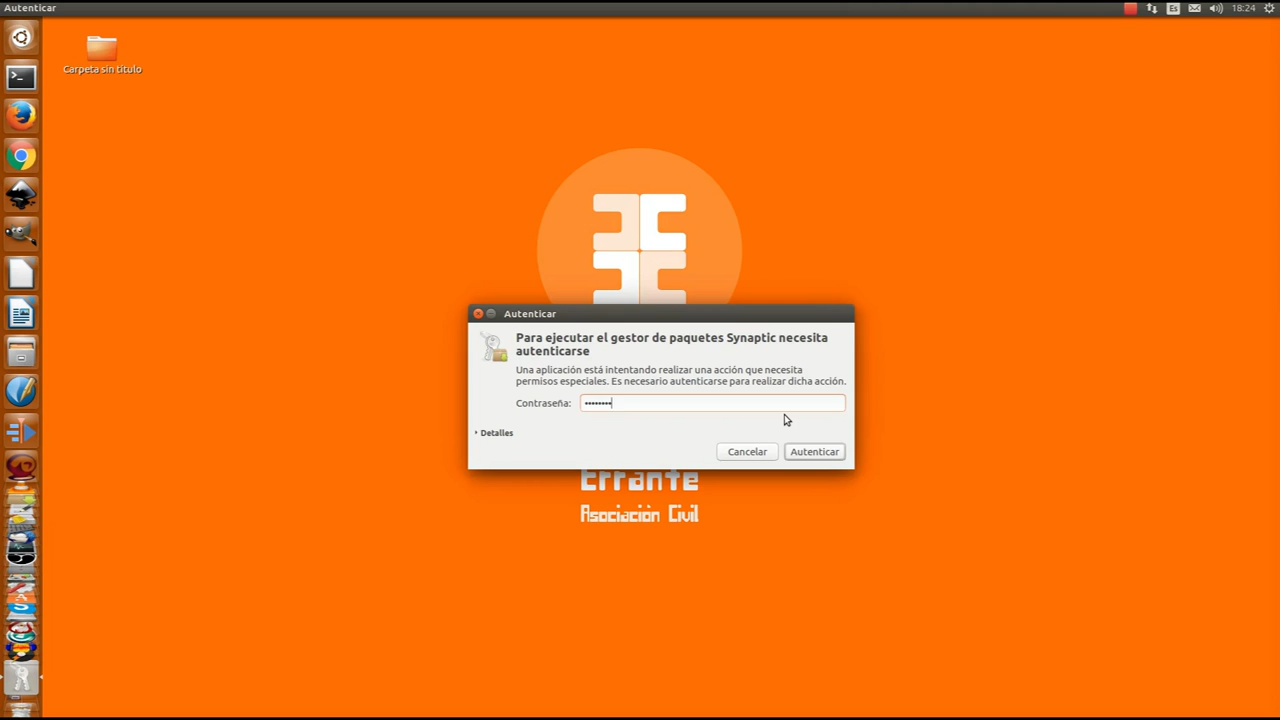 Autenticar
Es
18:24
Carpeta sin título
Autenticar
Para ejecutar el gestor de paquetes Synaptic necesita
autenticarse
Una aplicación está intentando realizar una acción que necesita
permisos especiales. Es necesario autenticarse para realizar dicha acción.
Contraseña: ••••••••
Detalles
Cancelar
Autenticar
Errante
Asociación Civil